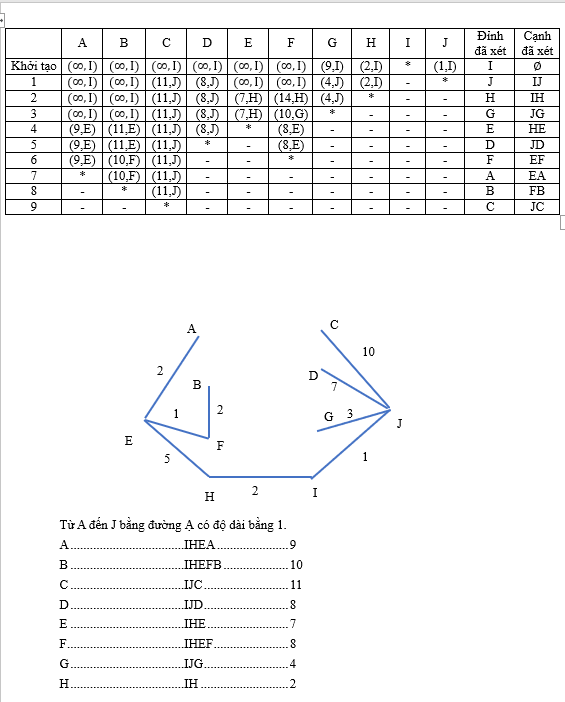 A B C D E F G H I J Đỉnh đã xét Cạnh đã xét
Khởi tạo (∞, I) (∞, I) (∞, I) (∞, I) (∞, I) (∞, I) (9,I) (2,I) * (1,I) I Ø
1 (∞, I) (∞, I) (11,J) (8,J) (∞, I) (∞, I) (4,J) (2,I) - * J IJ
2 (∞, I) (∞, I) (11,J) (8,J) (7,H) (14,H) (4,J) * - - H IH
3 (∞, I) (∞, I) (11,J) (8,J) (7,H) (10,G) * - - - G JG
4 (9,E) (11,E) (11,J) (8,J) * (8,E) - - - - E HE
5 (9,E) (11,E) (11,J) * - (8,E) - - - - D JD
6 (9,E) (10,F) (11,J) - - * - - - - F EF
7 * (10,F) (11,J) - - - - - - - A EA
8 - * (11,J) - - - - - - - B FB
9 - - * - - - - - - - C JC
A
C
2
10
D
B
7
1
2
G
3
J
E
F
5
1
H
2
I
Từ A đến J bằng đường Ạ có độ dài bằng 1.
A....................................IHEA.......................9
B....................................IHEFB.....................10
C....................................IJC...........................11
D....................................IJD...........................8
E....................................IHE..........................7
F....................................IHEF........................8
G....................................IJG...........................4
H....................................IH............................2